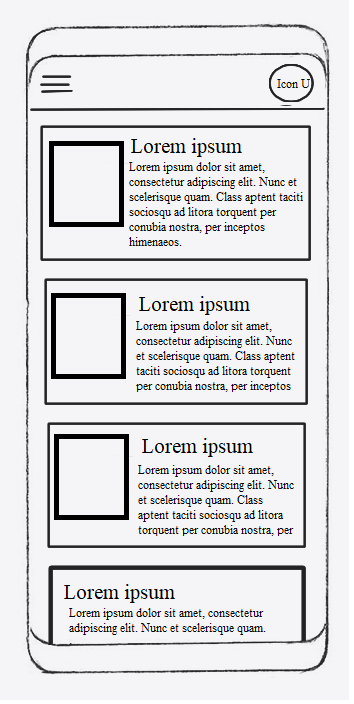 Icon U
Lorem ipsum
Lorem ipsum dolor sit amet,
consectetur adipiscing elit. Nunc et
scelerisque quam. Class aptent taciti
sociosqu ad litora torquent per
conubia nostra, per inceptos
himenaeos.
Lorem ipsum
Lorem ipsum dolor sit amet,
consectetur adipiscing elit. Nunc
et scelerisque quam. Class aptent
taciti sociosqu ad litora torquent
per conubia nostra, per inceptos
Lorem ipsum
Lorem ipsum dolor sit amet,
consectetur adipiscing elit. Nunc
et scelerisque quam. Class
aptent taciti sociosqu ad litora
torquent per conubia nostra, per
Lorem ipsum
Lorem ipsum dolor sit amet, consectetur
adipiscing elit. Nunc et scelerisque quam.